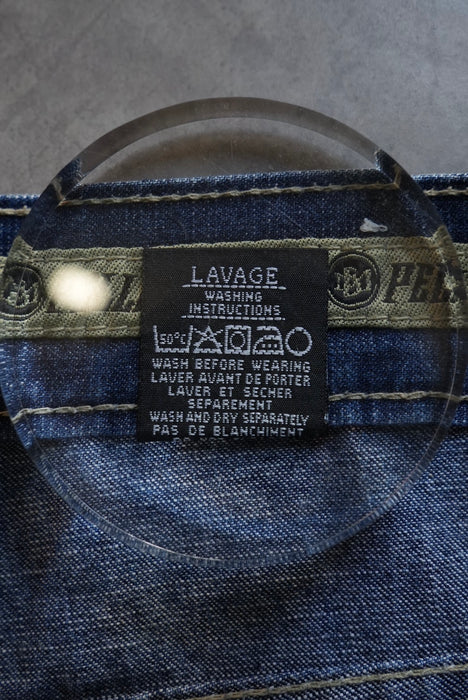 LAVAGE
WASHING
INSTRUCTIONS
50°C
WASH BEFORE WEARING
LAVER AVANT DE PORTER
LAVER ET SECHER
SEPAREMENT
WASH AND DRY SEPARATELY
PAS DE BLANCHIMENT